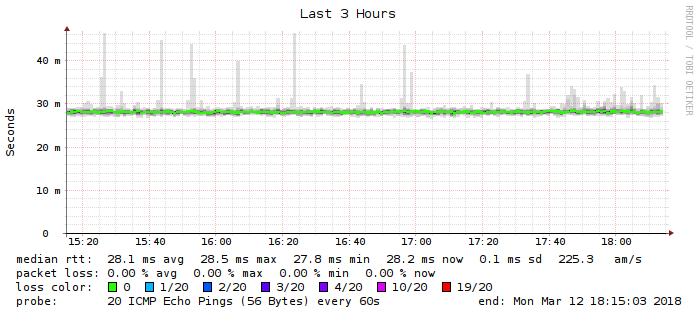 Last 3 Hours
RRDTOOL / TOBI OETIKER
Seconds
40 m
30 m
20 m
10 m
0
15:20 15:40 16:00 16:20 16:40 17:00 17:20 17:40 18:00
median rtt: 28.1 ms avg 28.5 ms max 27.8 ms min 28.2 ms now 0.1 ms sd 225.3 am/s
packet loss: 0.00 % avg 0.00 % max 0.00 % min 0.00 % now
loss color: 0 1/20 2/20 3/20 4/20 10/20 19/20
probe: 20 ICMP Echo Pings (56 Bytes) every 60s end: Mon Mar 12 18:15:03 2018